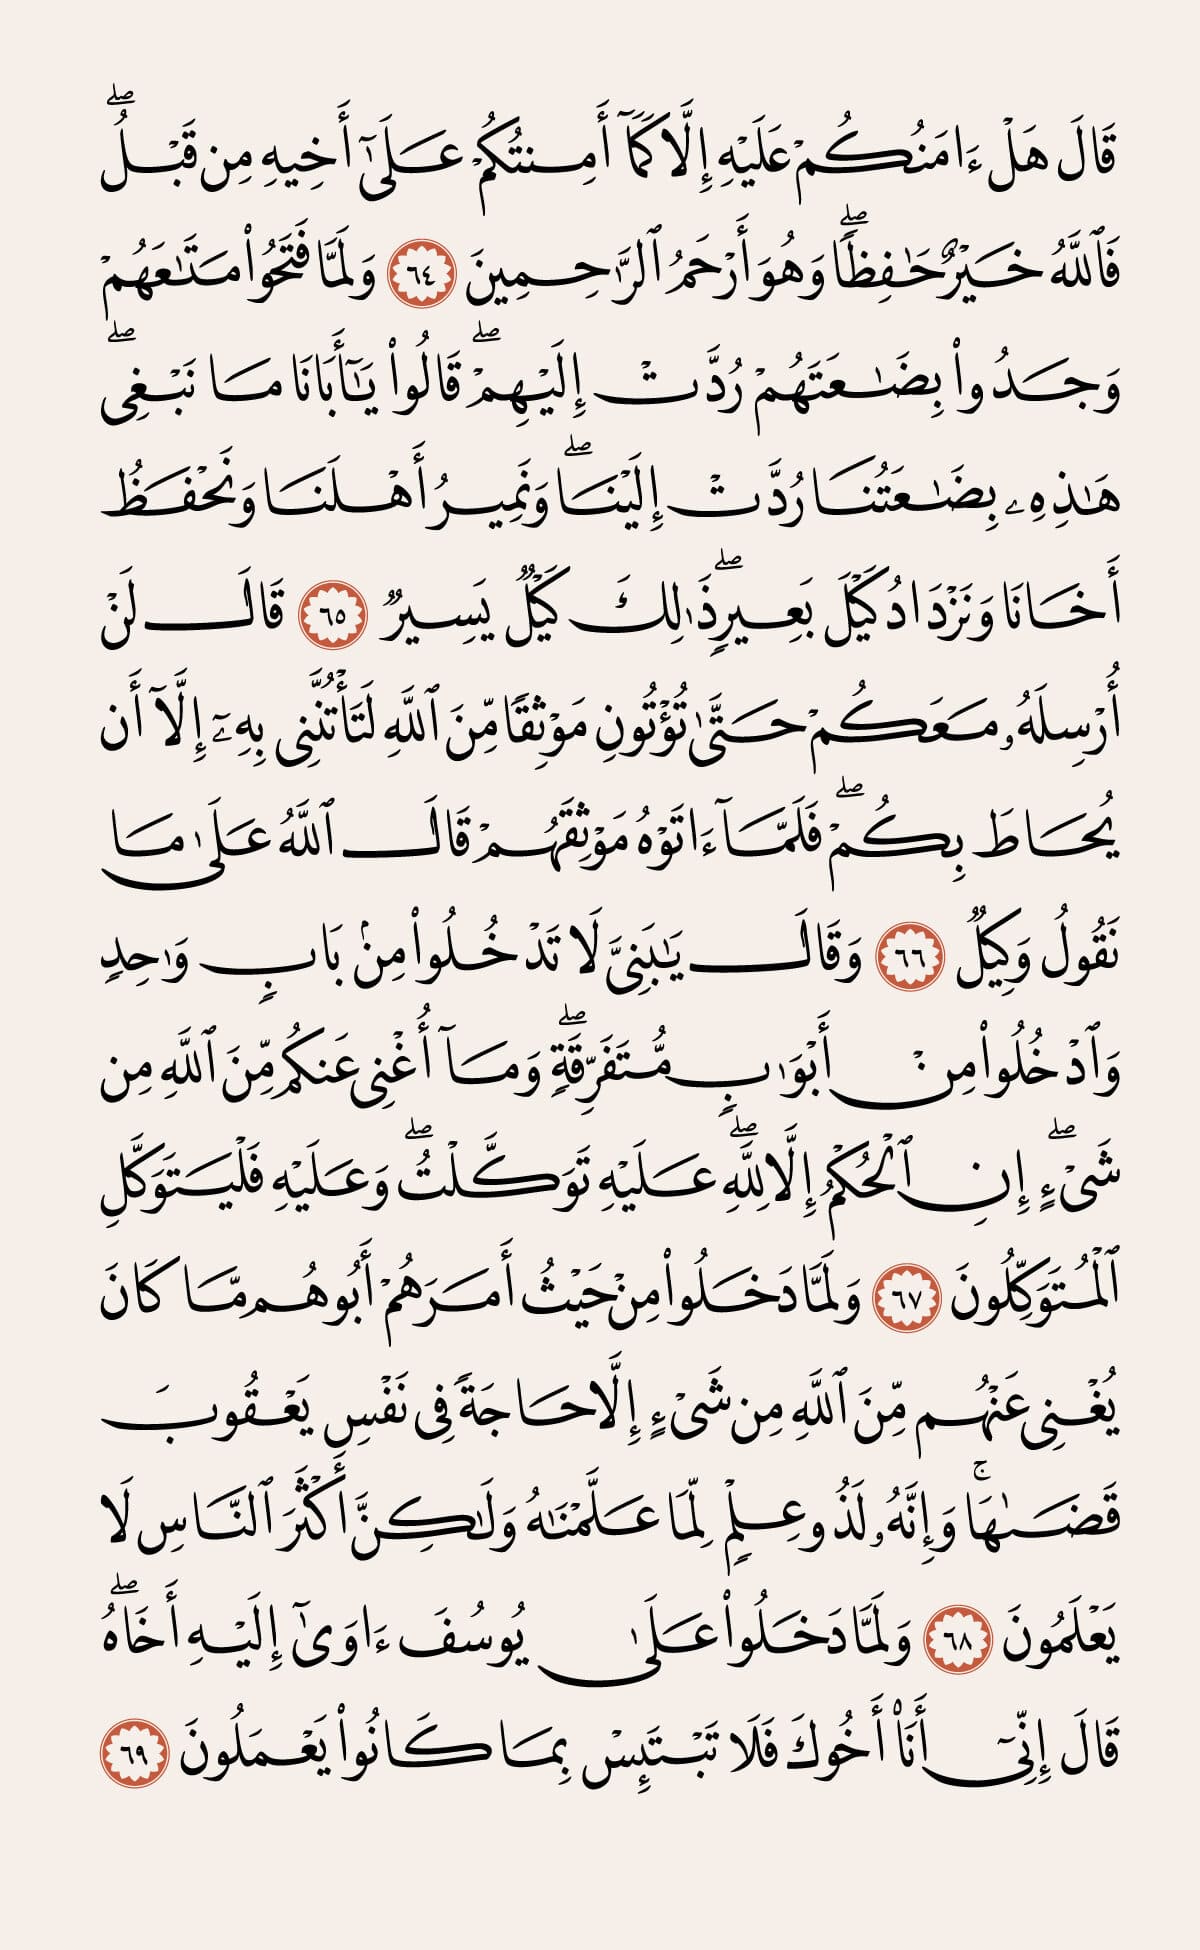 قَالَ هَلْ ءَامَنُكُمْ عَلَيْهِ إِلَّا كَمَآ أَمِنتُكُمْ عَلَىٰٓ أَخِيهِ مِن قَبْلُ ۖ
فَٱللَّهُ خَيْرٌ حَٰفِظًا ۖ وَهُوَ أَرْحَمُ ٱلرَّٰحِمِينَ ٦٤ وَلَمَّا فَتَحُوا۟ مَتَٰعَهُمْ
وَجَدُوا۟ بِضَٰعَتَهُمْ رُدَّتْ إِلَيْهِمْ ۖ قَالُوا۟ يَٰٓأَبَانَا مَا نَبْغِى ۖ
هَٰذِهِۦ بِضَٰعَتُنَا رُدَّتْ إِلَيْنَا ۖ وَنَمِيرُ أَهْلَنَا وَنَحْفَظُ
أَخَانَا وَنَزْدَادُ كَيْلَ بَعِيرٍ ۖ ذَٰلِكَ كَيْلٌ يَسِيرٌ ٦٥ قَالَ لَنْ
أُرْسِلَهُۥ مَعَكُمْ حَتَّىٰ تُؤْتُونِ مَوْثِقًا مِّنَ ٱللَّهِ لَتَأْتُنَّنِى بِهِۦٓ إِلَّآ أَن
يُحَاطَ بِكُمْ ۖ فَلَمَّآ ءَاتَوْهُ مَوْثِقَهُمْ قَالَ ٱللَّهُ عَلَىٰ مَا
نَقُولُ وَكِيلٌ ٦٦ وَقَالَ يَٰبَنِىَّ لَا تَدْخُلُوا۟ مِنۢ بَابٍ وَٰحِدٍ
وَٱدْخُلُوا۟ مِنْ أَبْوَٰبٍ مُّتَفَرِّقَةٍ ۖ وَمَآ أُغْنِى عَنكُم مِّنَ ٱللَّهِ مِن
شَىْءٍ ۖ إِنِ ٱلْحُكْمُ إِلَّا لِلَّهِ ۖ عَلَيْهِ تَوَكَّلْتُ ۖ وَعَلَيْهِ فَلْيَتَوَكَّلِ
ٱلْمُتَوَكِّلُونَ ٦٧ وَلَمَّا دَخَلُوا۟ مِنْ حَيْثُ أَمَرَهُمْ أَبُوهُم مَّا كَانَ
يُغْنِى عَنْهُم مِّنَ ٱللَّهِ مِن شَىْءٍ إِلَّا حَاجَةً فِى نَفْسِ يَعْقُوبَ
قَضَىٰهَا ۚ وَإِنَّهُۥ لَذُو عِلْمٍ لِّمَا عَلَّمْنَٰهُ وَلَٰكِنَّ أَكْثَرَ ٱلنَّاسِ لَا
يَعْلَمُونَ ٦٨ وَلَمَّا دَخَلُوا۟ عَلَىٰ يُوسُفَ ءَاوَىٰٓ إِلَيْهِ أَخَاهُ ۖ
قَالَ إِنِّىٓ أَنَا۠ أَخُوكَ فَلَا تَبْتَئِسْ بِمَا كَانُوا۟ يَعْمَلُونَ ٦٩